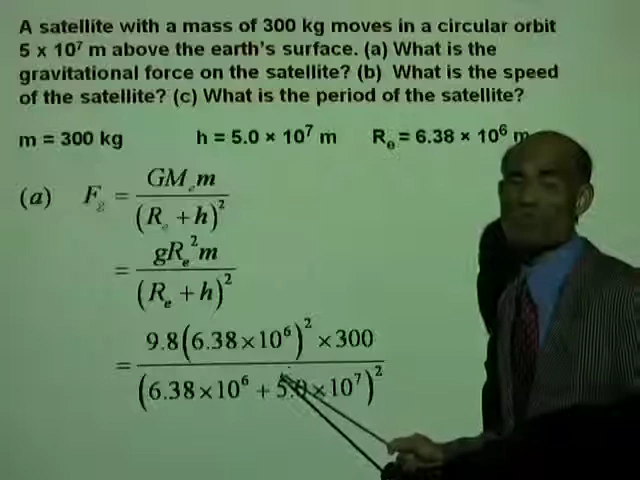 A satellite with a mass of 300 kg moves in a circular orbit
5 x 10⁷ m above the earth's surface. (a) What is the
gravitational force on the satellite? (b) What is the speed
of the satellite? (c) What is the period of the satellite?
m = 300 kg h = 5.0 × 10⁷ m Rₑ = 6.38 × 10⁶ m
(a) F_g = GMₑm / (Rₑ + h)²
= gRₑ²m / (Rₑ + h)²
= 9.8(6.38×10⁶)² ×300 / (6.38×10⁶ + 5.0×10⁷)²